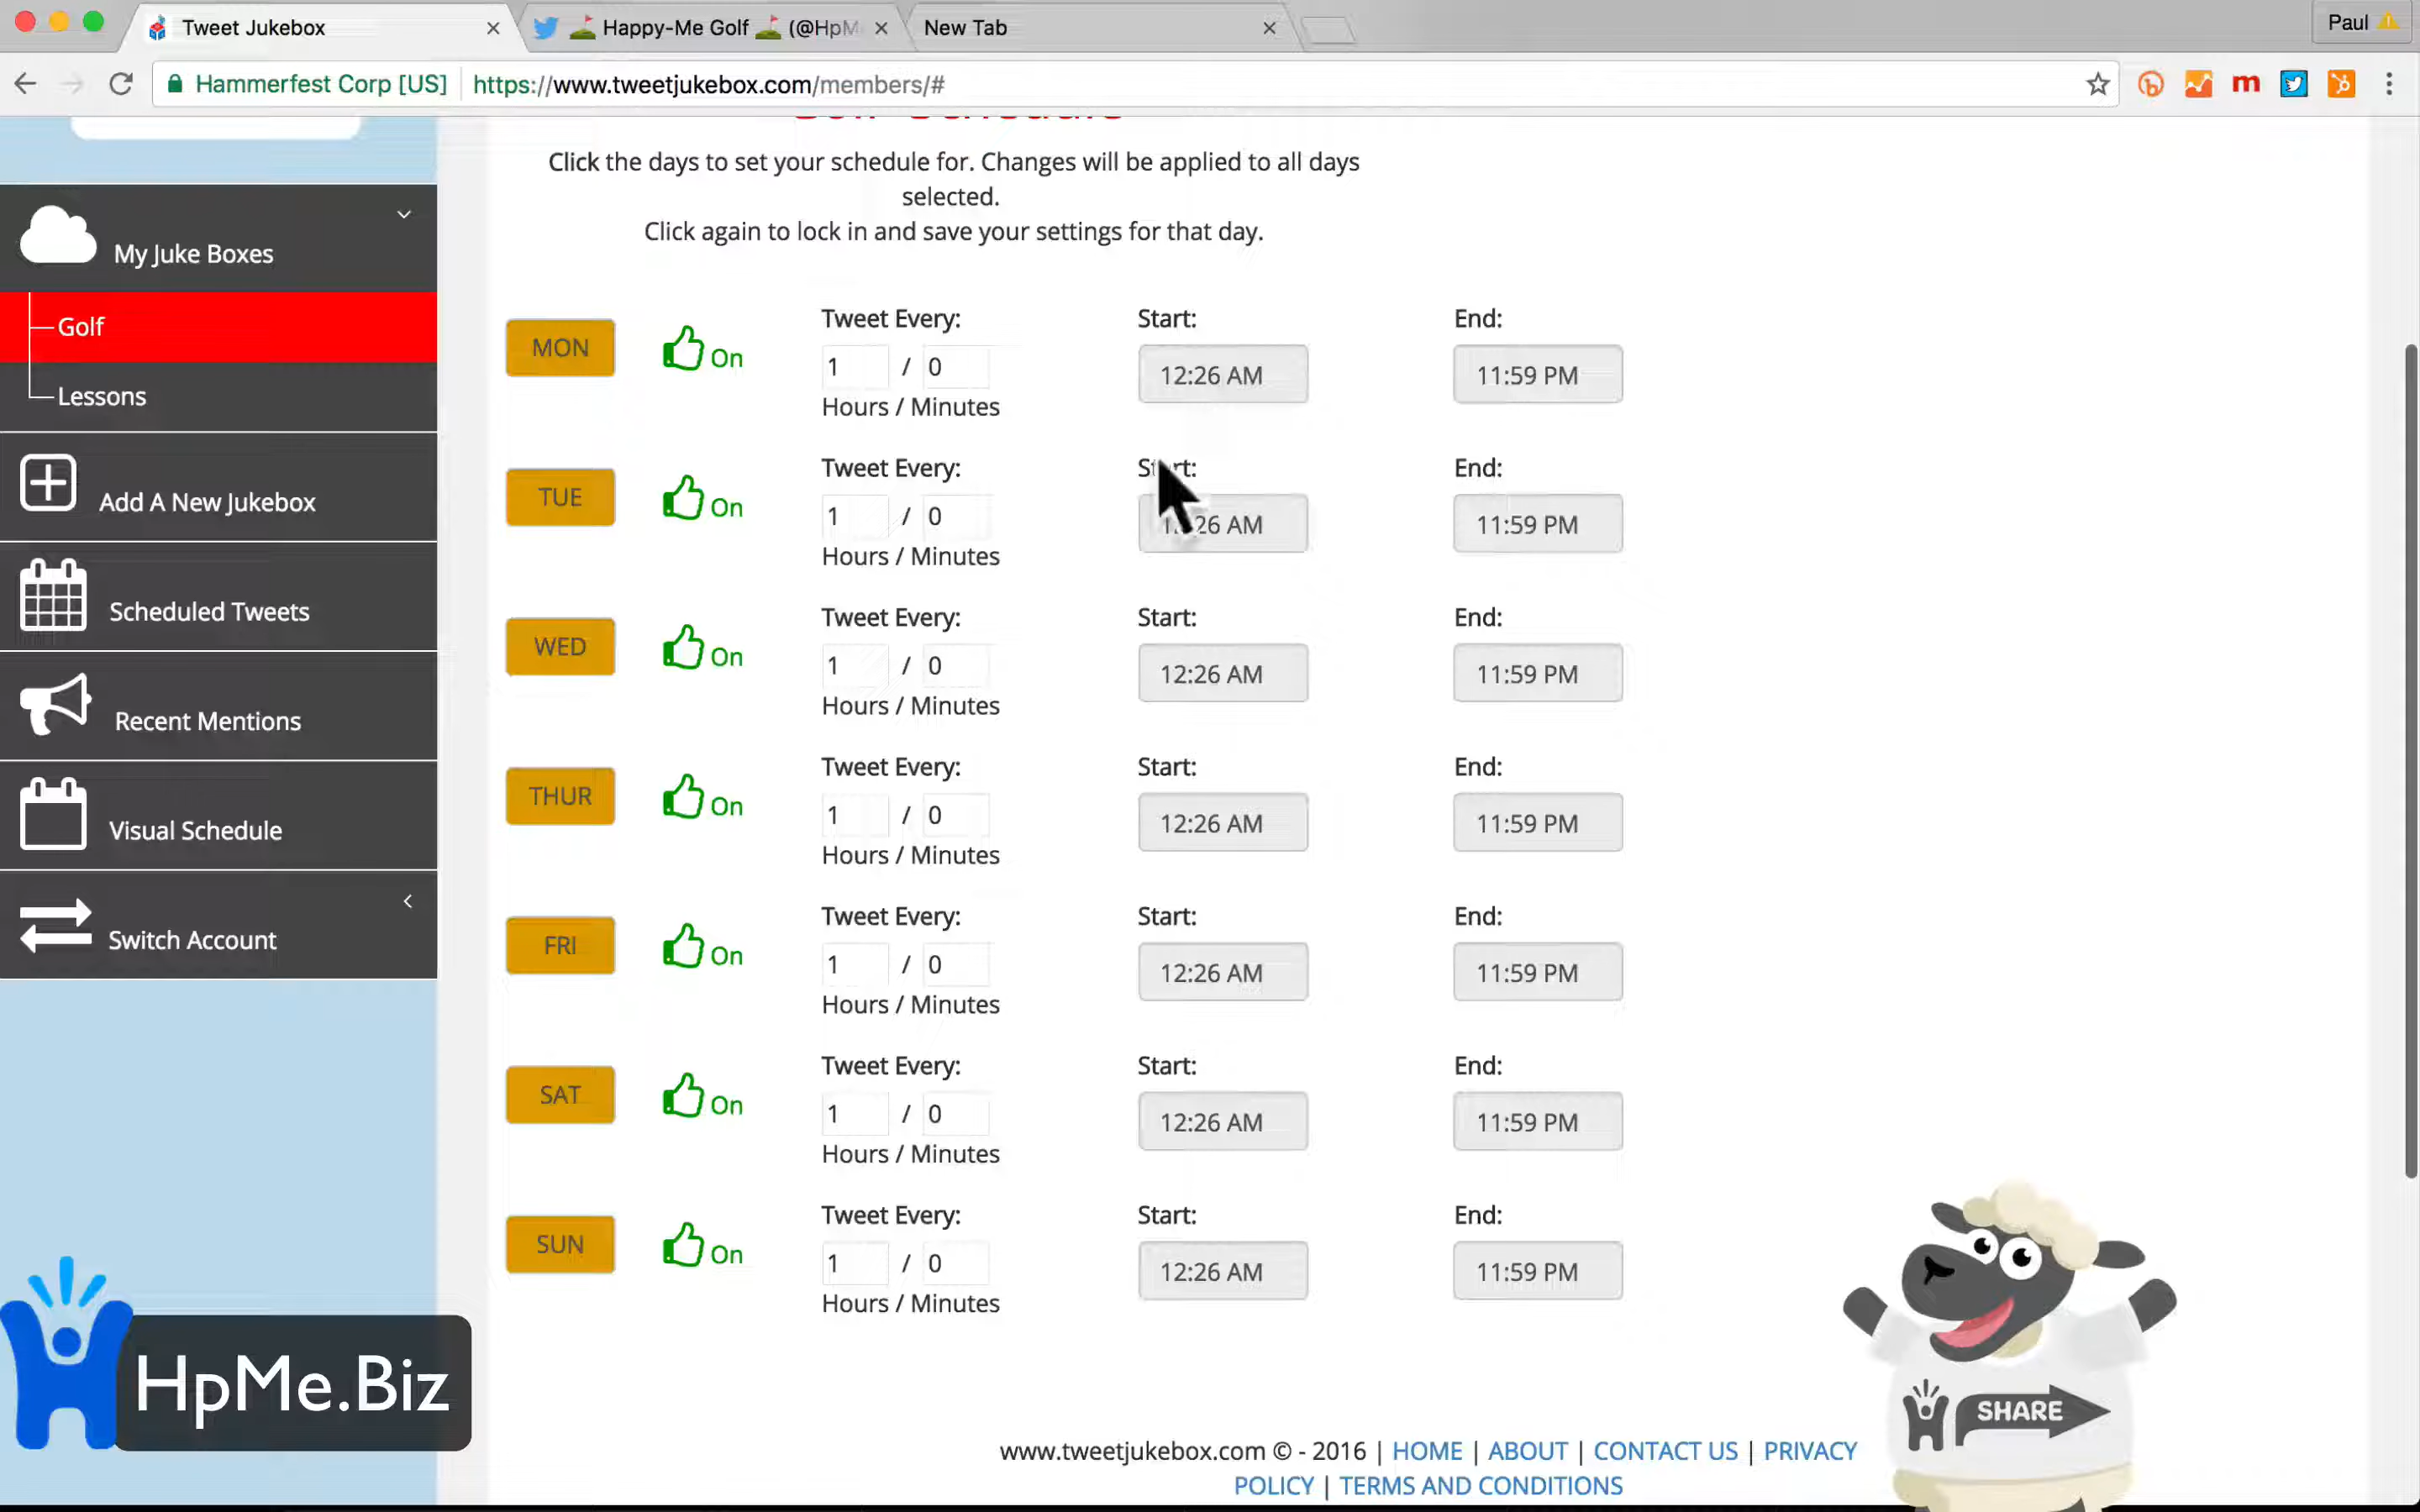 Tweet Jukebox
Happy-Me Golf (@HpM
New Tab
Paul
Hammerfest Corp [US] https://www.tweetjukebox.com/members/#
Click the days to set your schedule for. Changes will be applied to all days
selected.
Click again to lock in and save your settings for that day.
My Juke Boxes
Golf
Lessons
Add A New Jukebox
Scheduled Tweets
Recent Mentions
Visual Schedule
Switch Account
Tweet Every: Start: End:
MON On 1 / 0 12:26 AM 11:59 PM
Hours / Minutes
Tweet Every: Start: End:
TUE On 1 / 0 26 AM 11:59 PM
Hours / Minutes
Tweet Every: Start: End:
WED On 1 / 0 12:26 AM 11:59 PM
Hours / Minutes
Tweet Every: Start: End:
THUR On 1 / 0 12:26 AM 11:59 PM
Hours / Minutes
Tweet Every: Start: End:
FRI On 1 / 0 12:26 AM 11:59 PM
Hours / Minutes
Tweet Every: Start: End:
SAT On 1 / 0 12:26 AM 11:59 PM
Hours / Minutes
Tweet Every: Start: End:
SUN On 1 / 0 12:26 AM 11:59 PM
Hours / Minutes
HpMe.Biz
SHARE
www.tweetjukebox.com © - 2016 | HOME | ABOUT | CONTACT US | PRIVACY
POLICY | TERMS AND CONDITIONS